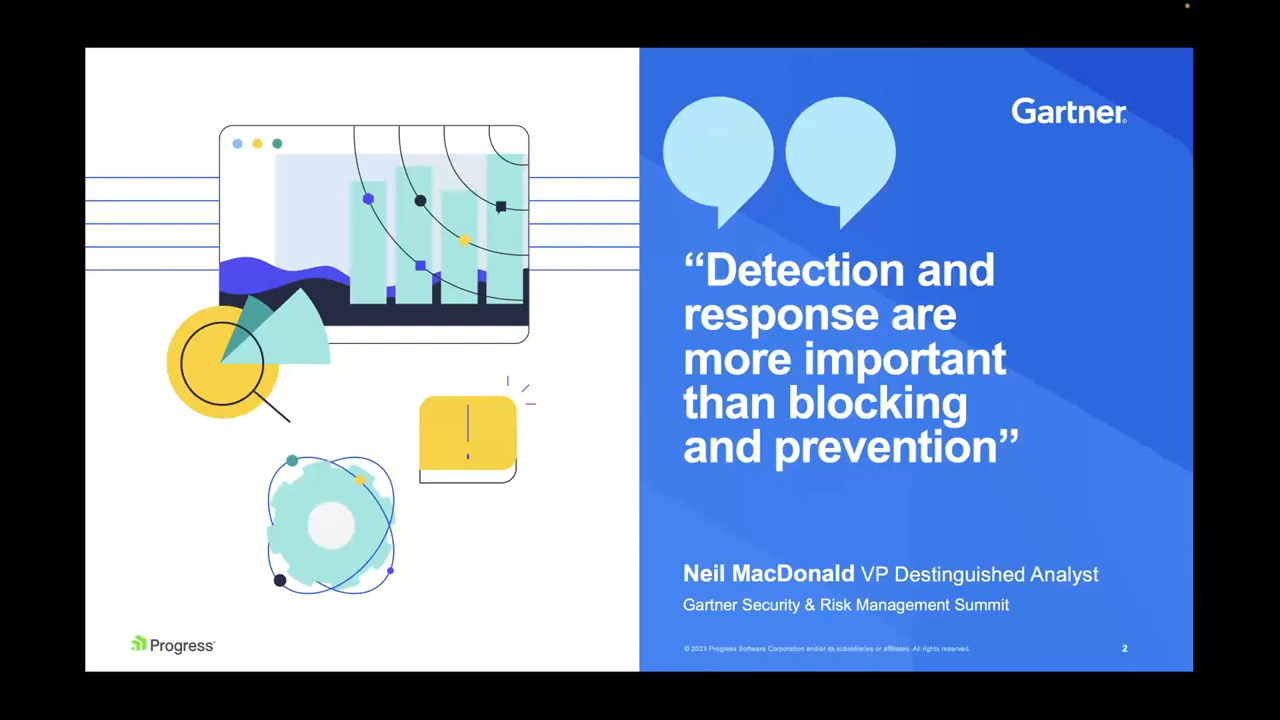 Gartner
“Detection and
response are
more important
than blocking
and prevention”
Neil MacDonald VP Destinguished Analyst
Gartner Security & Risk Management Summit
Progress
© 2023 Progress Software Corporation and/or its subsidiaries or affiliates. All rights reserved.
2